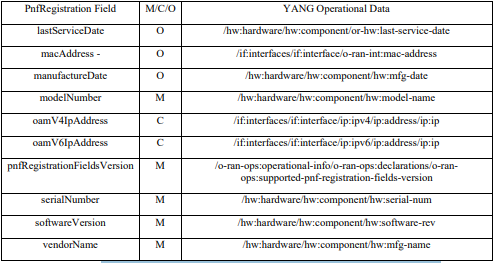 PnfRegistration Field M/C/O YANG Operational Data
lastServiceDate O /hw:hardware/hw:component/or-hw:last-service-date
macAddress - O /if:interfaces/if:interface/o-ran-int:mac-address
manufactureDate O /hw:hardware/hw:component/hw:mfg-date
modelNumber M /hw:hardware/hw:component/hw:model-name
oamV4IpAddress C /if:interfaces/if:interface/ip:ipv4/ip:address/ip:ip
oamV6IpAddress C /if:interfaces/if:interface/ip:ipv6/ip:address/ip:ip
pnfRegistrationFieldsVersion M /o-ran-ops:operational-info/o-ran-ops:declarations/o-ran-
ops:supported-pnf-registration-fields-version
serialNumber M /hw:hardware/hw:component/hw:serial-num
softwareVersion M /hw:hardware/hw:component/hw:software-rev
vendorName M /hw:hardware/hw:component/hw:mfg-name